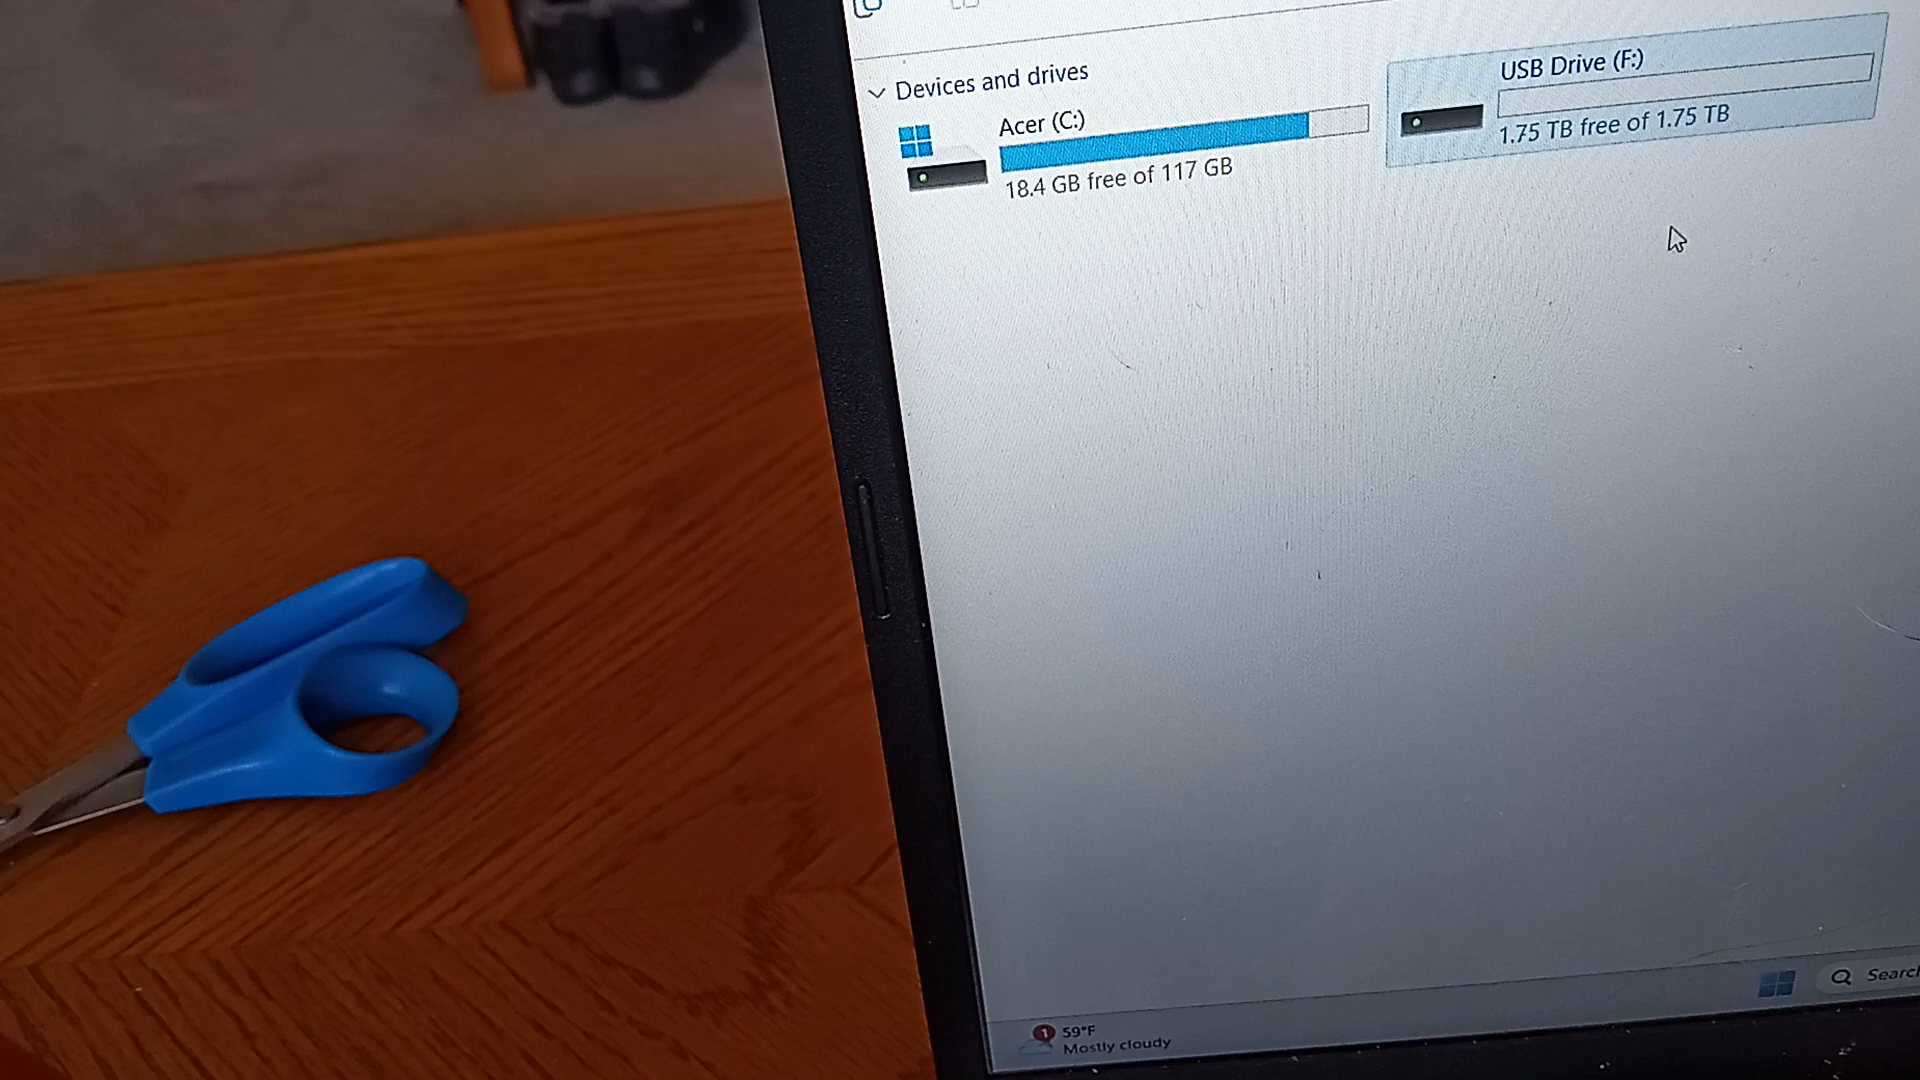 Devices and drives
Acer (C:)
18.4 GB free of 117 GB
USB Drive (F:)
1.75 TB free of 1.75 TB
1
59°F
Mostly cloudy